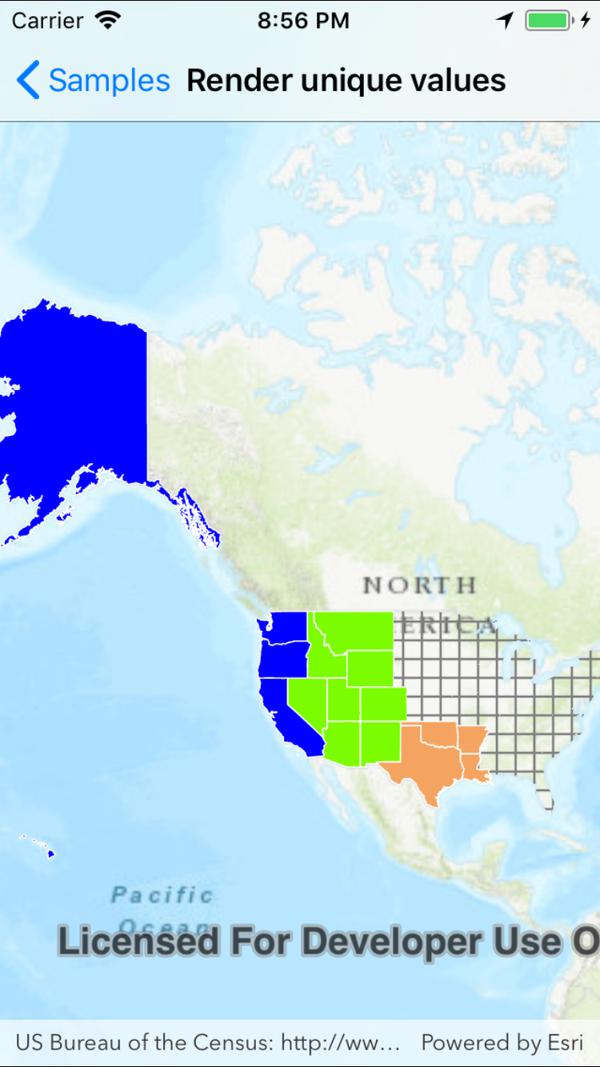 Carrier 8:56 PM
Samples Render unique values
NORTH
ERICA
Pacific
Ocean
Licensed For Developer Use O
US Bureau of the Census: http://ww... Powered by Esri